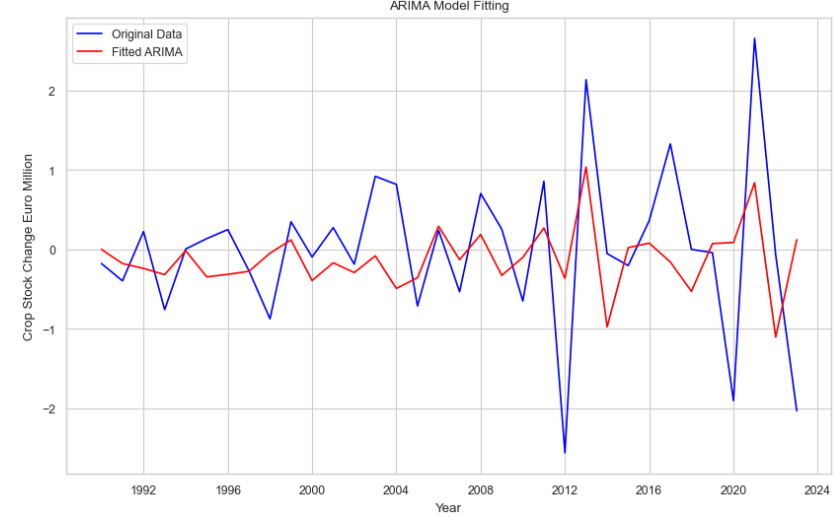 ARIMA Model Fitting
Original Data
Fitted ARIMA
Crop Stock Change Euro Million
2
1
0
−1
−2
1992 1996 2000 2004 2008 2012 2016 2020 2024
Year